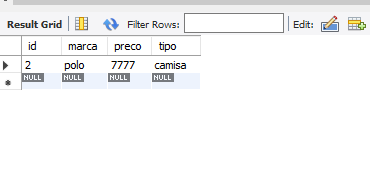 Result Grid Filter Rows: Edit:
id marca preco tipo
2 polo 7777 camisa
NULL NULL NULL NULL